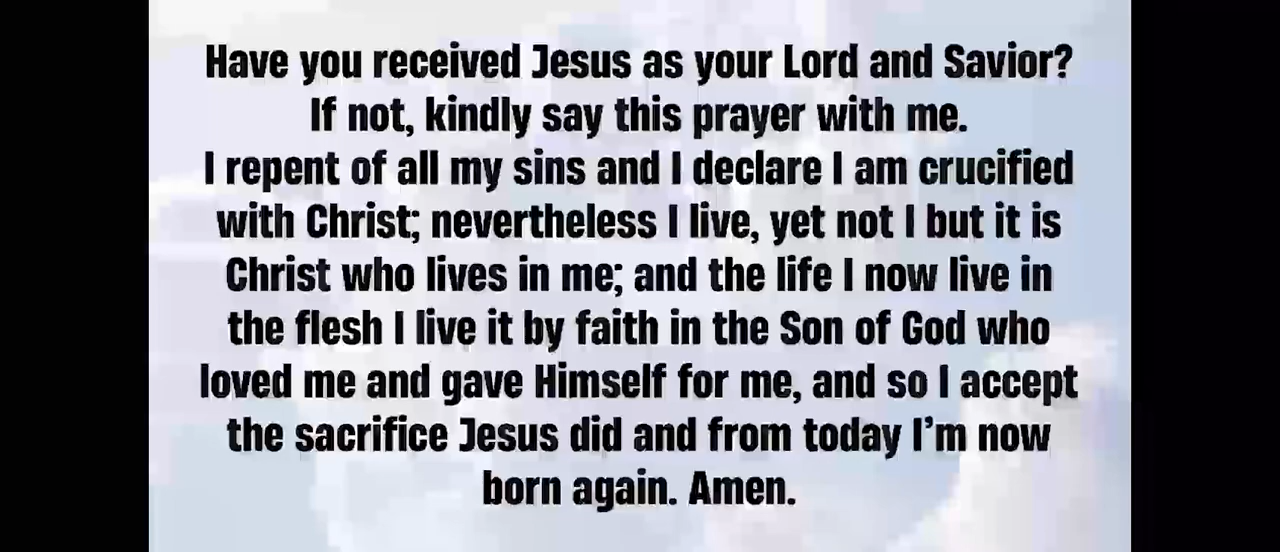 Have you received Jesus as your Lord and Savior?
If not, kindly say this prayer with me.
I repent of all my sins and I declare I am crucified
with Christ; nevertheless I live, yet not I but it is
Christ who lives in me; and the life I now live in
the flesh I live it by faith in the Son of God who
loved me and gave Himself for me, and so I accept
the sacrifice Jesus did and from today I’m now
born again. Amen.